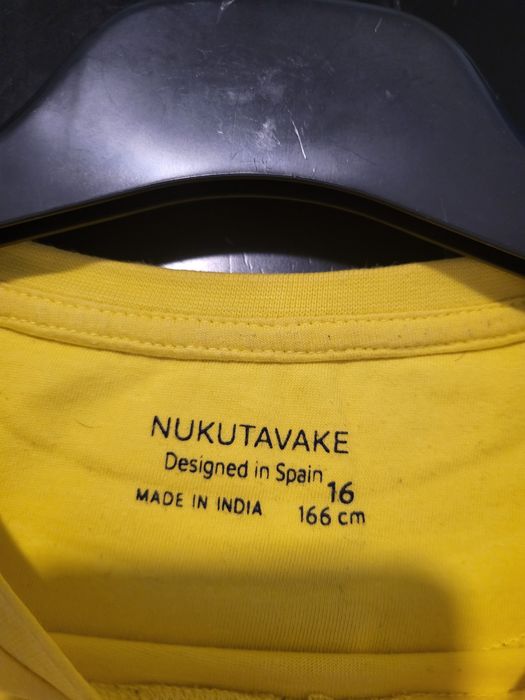 NUKUTAVAKE
Designed in Spain
16
MADE IN INDIA
166 cm